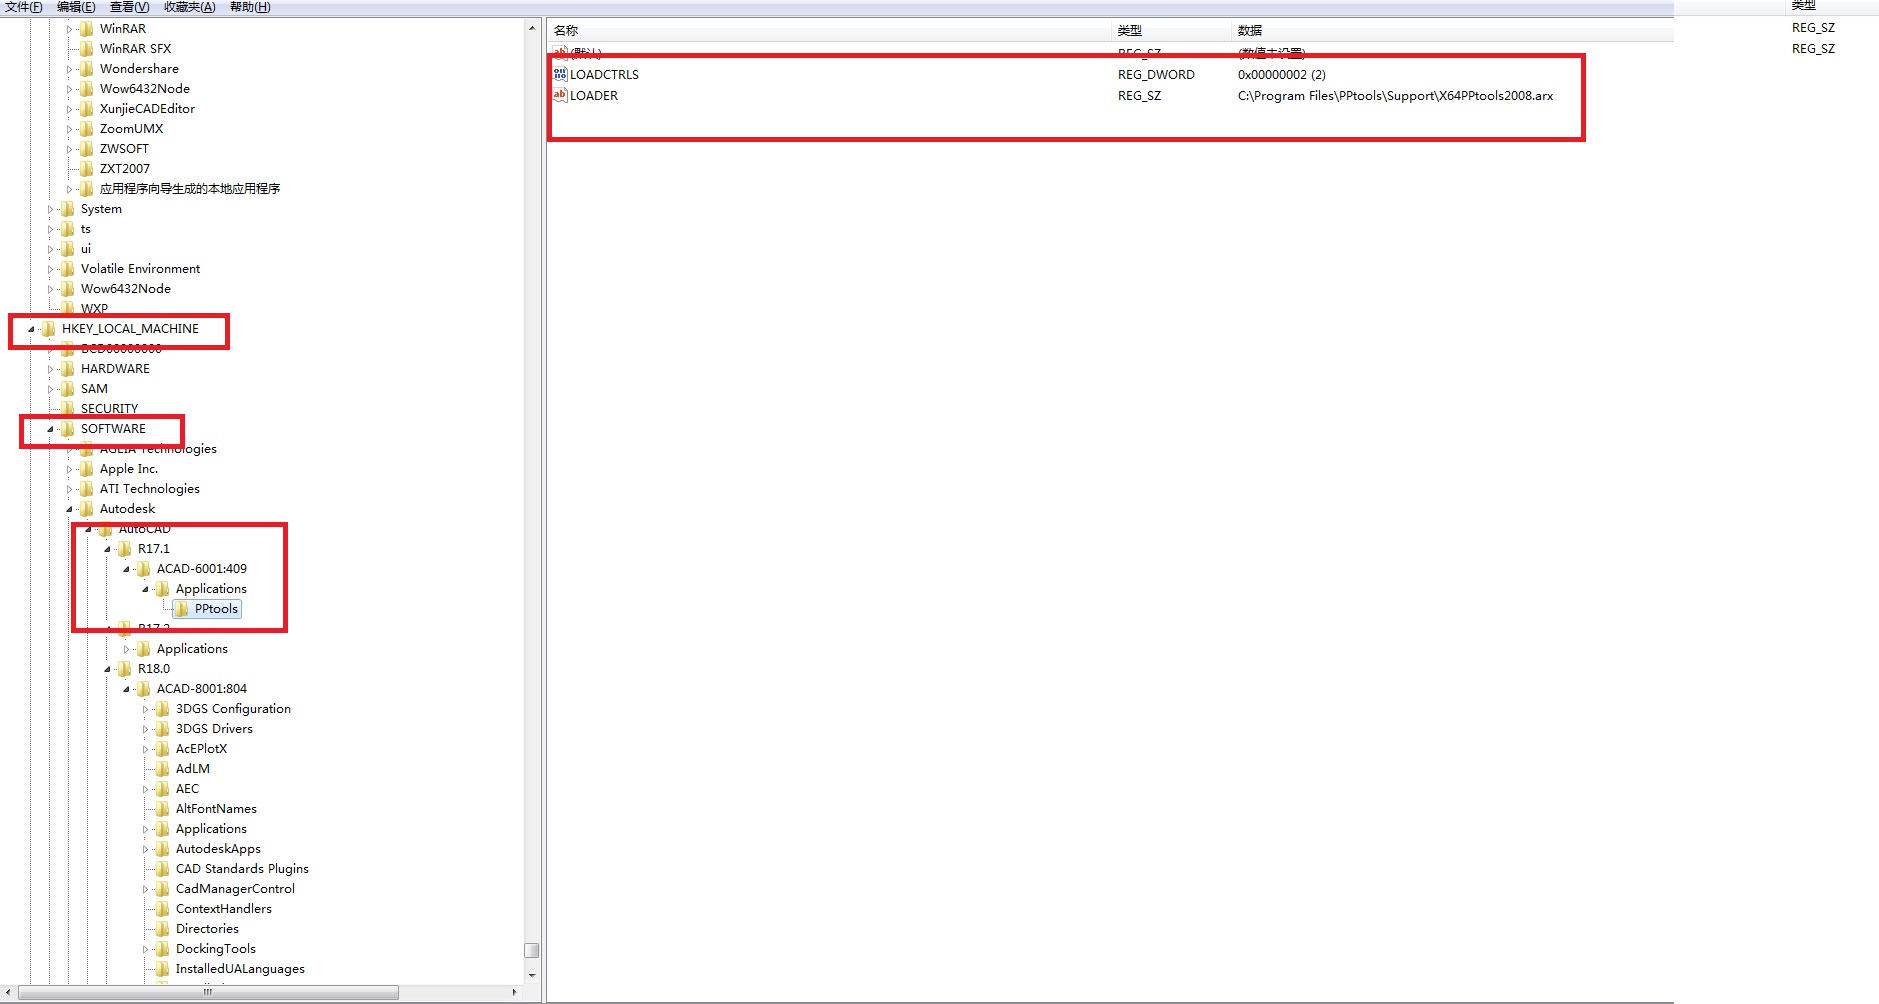 文件(F) 编辑(E) 查看(V) 收藏夹(A) 帮助(H)
WinRAR
WinRAR SFX
Wondershare
Wow6432Node
XunjieCADEditor
ZoomUMX
ZWSOFT
ZXT2007
应用程序向导生成的本地应用程序
System
ts
ui
Volatile Environment
Wow6432Node
WXP
HKEY_LOCAL_MACHINE
BCD00000000
HARDWARE
SAM
SECURITY
SOFTWARE
AGEIA Technologies
Apple Inc.
ATI Technologies
Autodesk
AutoCAD
R17.1
ACAD-6001:409
Applications
PPtools
R17.2
Applications
R18.0
ACAD-8001:804
3DGS Configuration
3DGS Drivers
AcEPlotX
AdLM
AEC
AltFontNames
Applications
AutodeskApps
CAD Standards Plugins
CadManagerControl
ContextHandlers
Directories
DockingTools
InstalledUALanguages
名称 类型 数据
(默认) REG_SZ (数值未设置)
LOADCTRLS REG_DWORD 0x00000002 (2)
LOADER REG_SZ C:\Program Files\PPtools\Support\X64PPtools2008.arx
类型
REG_SZ
REG_SZ